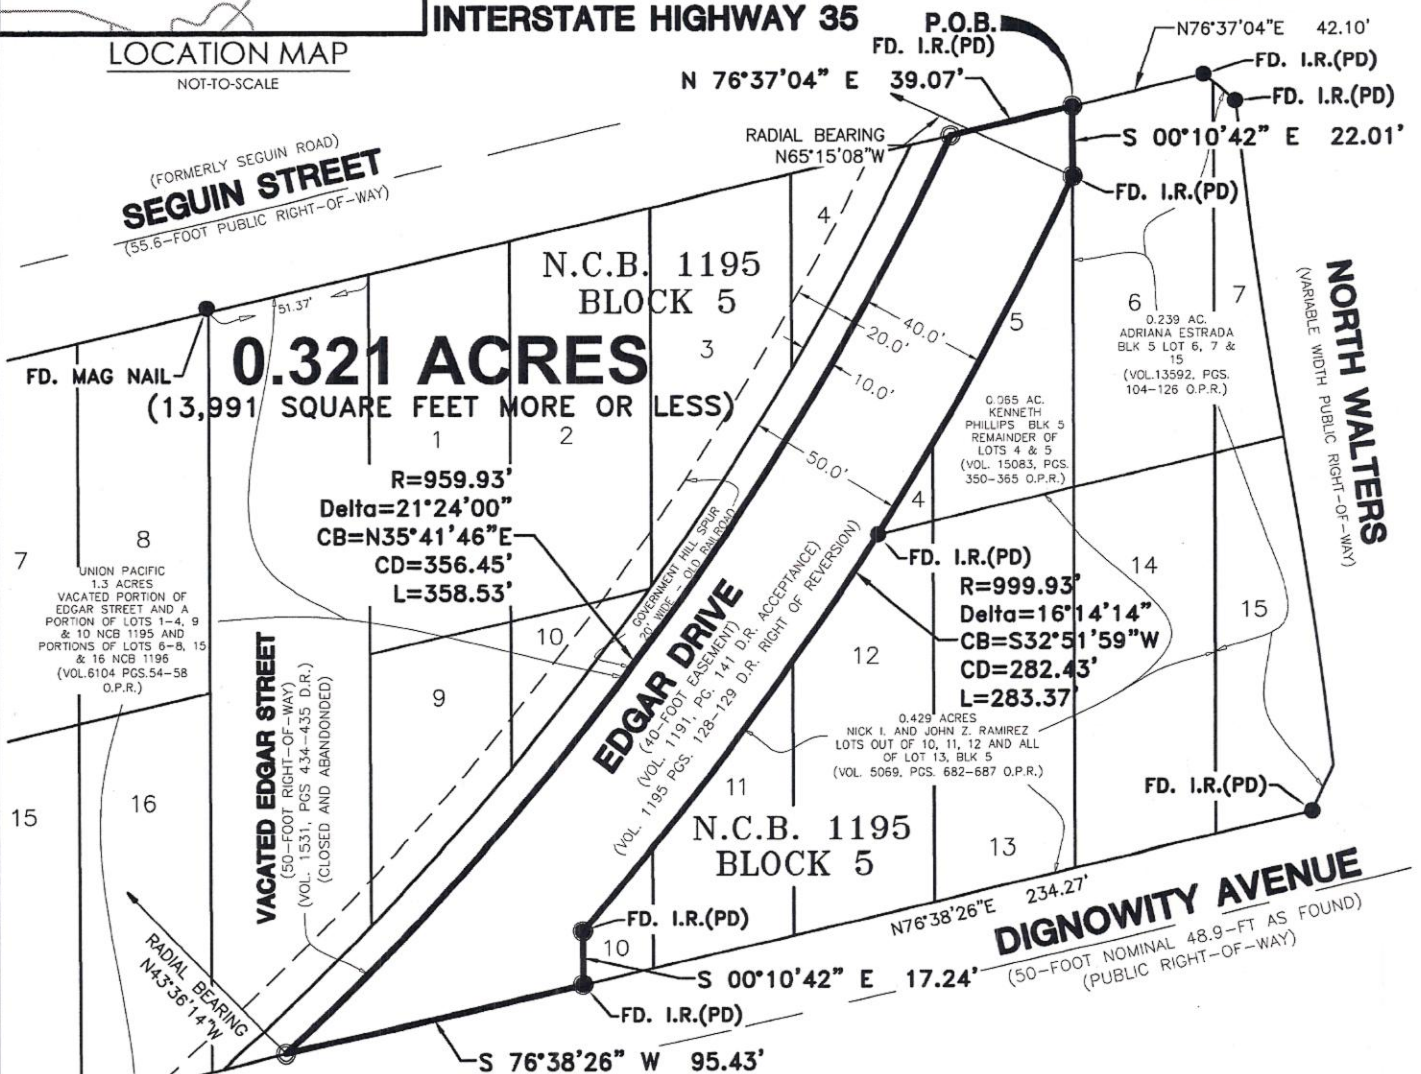 INTERSTATE HIGHWAY 35
LOCATION MAP
NOT-TO-SCALE
P.O.B.
FD. I.R.(PD)
N 76°37'04" E 39.07'
N76°37'04"E 42.10'
FD. I.R.(PD)
FD. I.R.(PD)
S 00°10'42" E 22.01'
FD. I.R.(PD)
RADIAL BEARING
N65°15'08"W
(FORMERLY SEGUIN ROAD)
SEGUIN STREET
(55.6-FOOT PUBLIC RIGHT-OF-WAY)
N.C.B. 1195
BLOCK 5
51.37'
FD. MAG NAIL
0.321 ACRES
(13,991 SQUARE FEET MORE OR LESS)
1
2
3
4
5
6
7
40.0'
20.0'
10.0'
50.0'
0.239 AC.
ADRIANA ESTRADA
BLK 5 LOT 6, 7 &
15
(VOL.13592, PGS.
104-126 O.P.R.)
NORTH WALTERS
(VARIABLE WIDTH PUBLIC RIGHT-OF-WAY)
0.065 AC.
KENNETH
PHILLIPS BLK 5
REMAINDER OF
LOTS 4 & 5
(VOL. 15083, PGS.
350-365 O.P.R.)
4
R=959.93'
Delta=21°24'00"
CB=N35°41'46"E
CD=356.45'
L=358.53'
7
8
UNION PACIFIC
1.3 ACRES
VACATED PORTION OF
EDGAR STREET AND A
PORTION OF LOTS 1-4, 9
& 10 NCB 1195 AND
PORTIONS OF LOTS 6-8, 15
& 16 NCB 1196
(VOL.6104 PGS.54-58
O.P.R.)
15
16
VACATED EDGAR STREET
(50-FOOT RIGHT-OF-WAY)
(VOL. 1531, PGS 434-435 D.R.)
(CLOSED AND ABANDONDED)
9
10
GOVERNMENT HILL SPUR
20' WIDE - OLD RAILROAD
EDGAR DRIVE
(40-FOOT EASEMENT)
(VOL. 1191, PG. 141 D.R. ACCEPTANCE)
(VOL. 1195 PGS. 128-129 D.R. RIGHT OF REVERSION)
FD. I.R.(PD)
R=999.93'
Delta=16°14'14"
CB=S32°51'59"W
CD=282.43'
L=283.37'
14
15
12
0.429 ACRES
NICK I. AND JOHN Z. RAMIREZ
LOTS OUT OF 10, 11, 12 AND ALL
OF LOT 13, BLK 5
(VOL. 5069, PGS. 682-687 O.P.R.)
11
N.C.B. 1195
BLOCK 5
13
FD. I.R.(PD)
FD. I.R.(PD)
10
N76°38'26"E 234.27'
DIGNOWITY AVENUE
(50-FOOT NOMINAL 48.9-FT AS FOUND)
(PUBLIC RIGHT-OF-WAY)
S 00°10'42" E 17.24'
FD. I.R.(PD)
RADIAL BEARING
N43°36'14"W
S 76°38'26" W 95.43'